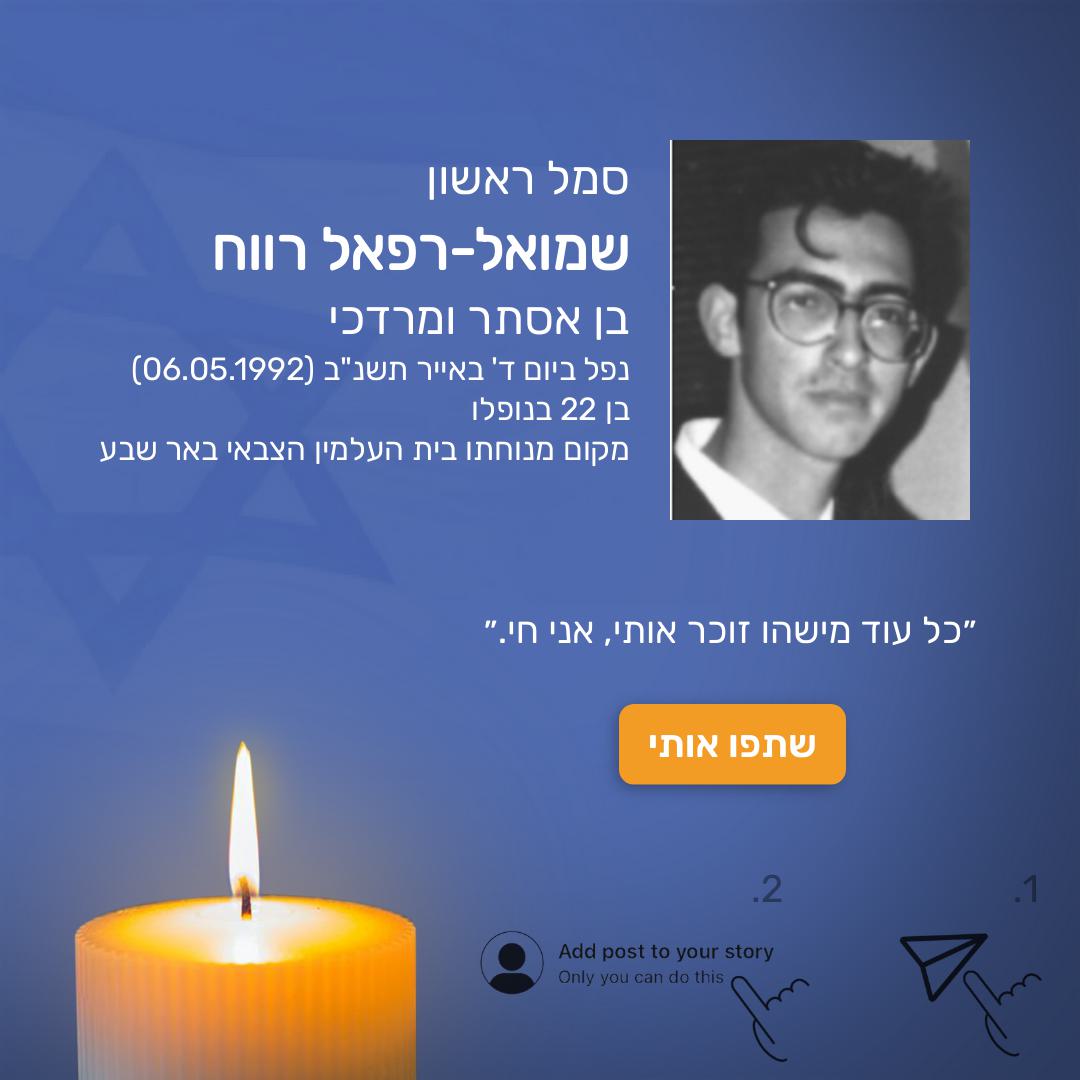 סמל ראשון
שמואל-רפאל רווח
בן אסתר ומרדכי
נפל ביום ד' באייר תשנ"ב (06.05.1992)
בן 22 בנופלו
מקום מנוחתו בית העלמין הצבאי באר שבע
״כל עוד מישהו זוכר אותי, אני חי.״
שתפו אותי
1.
2.
Add post to your story
Only you can do this